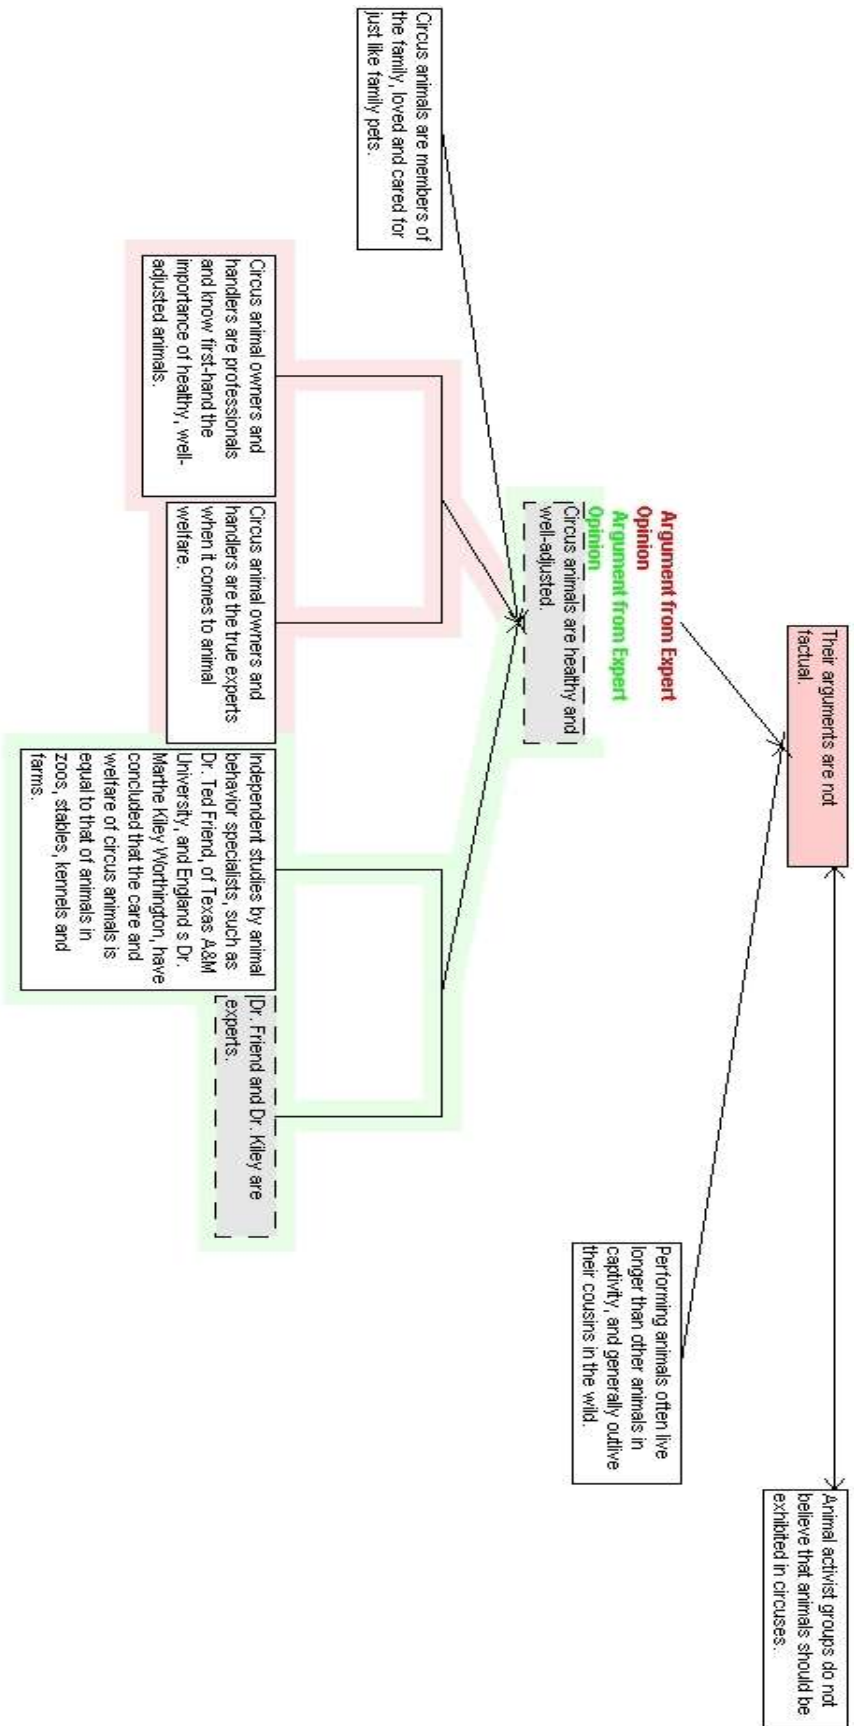 Their arguments are not
factual.
Animal activist groups do not
believe that animals should be
exhibited in circuses.
Argument from Expert
Opinion
Argument from Expert
Opinion
Circus animals are healthy and
well-adjusted.
Performing animals often live
longer than other animals in
captivity, and generally outlive
their cousins in the wild.
Circus animals are members of
the family, loved and cared for
just like family pets.
Circus animal owners and
handlers are professionals
and know first-hand the
importance of healthy, well-
adjusted animals.
Circus animal owners and
handlers are the true experts
when it comes to animal
welfare.
Independent studies by animal
behavior specialists, such as
Dr. Ted Friend, of Texas A&M
University, and England s Dr.
Marthe Kiley Worthington, have
concluded that the care and
welfare of circus animals is
equal to that of animals in
zoos, stables, kennels and
farms.
Dr. Friend and Dr. Kiley are
experts.